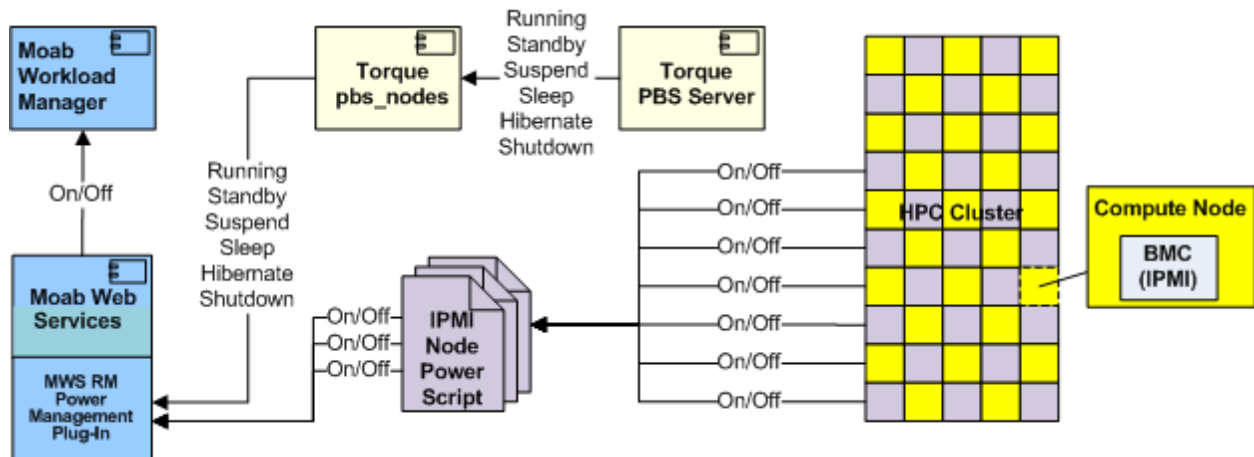 Moab
Workload
Manager
On/Off
Moab Web
Services
MWS RM
Power
Management
Plug-In
Running
Standby
Suspend
Sleep
Hibernate
Shutdown
Torque
pbs_nodes
Running
Standby
Suspend
Sleep
Hibernate
Shutdown
Torque
PBS Server
On/Off
On/Off
On/Off
IPMI
Node
Power
Script
On/Off
On/Off
On/Off
On/Off
On/Off
On/Off
On/Off
HPC Cluster
Compute Node
BMC
(IPMI)